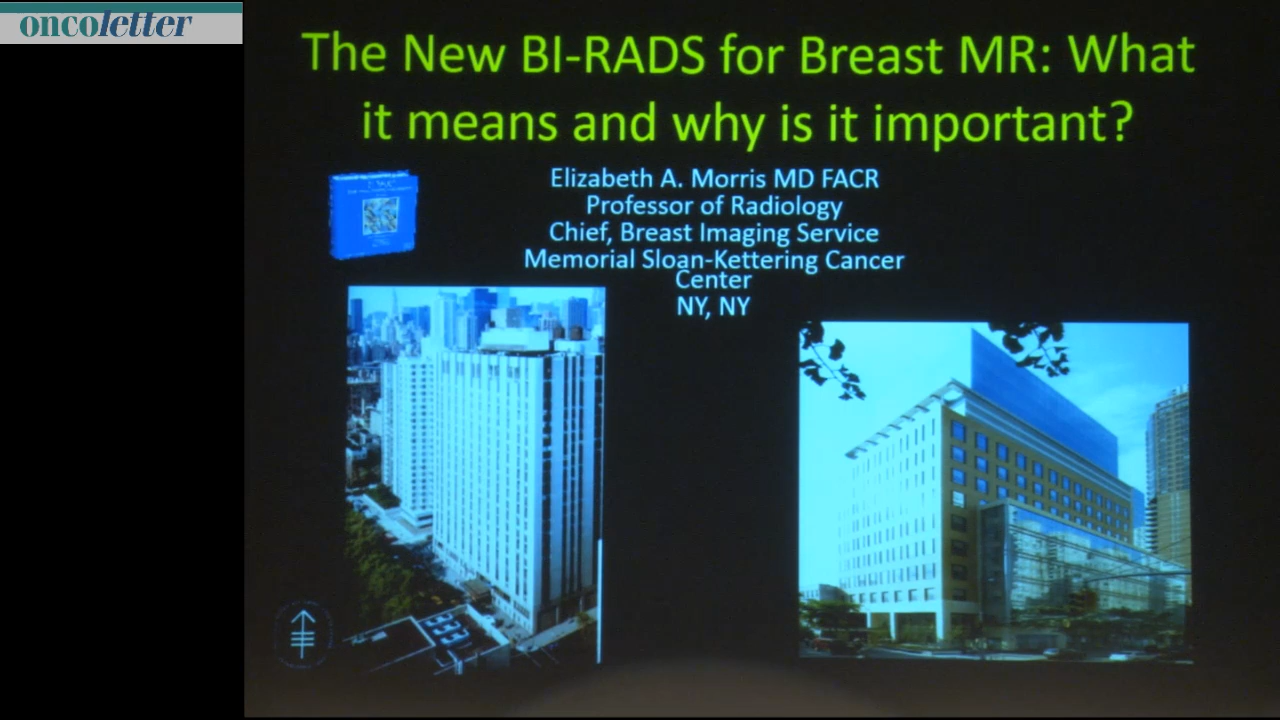 oncoletter
The New BI-RADS for Breast MR: What
it means and why is it important?
Elizabeth A. Morris MD FACR
Professor of Radiology
Chief, Breast Imaging Service
Memorial Sloan-Kettering Cancer
Center
NY, NY